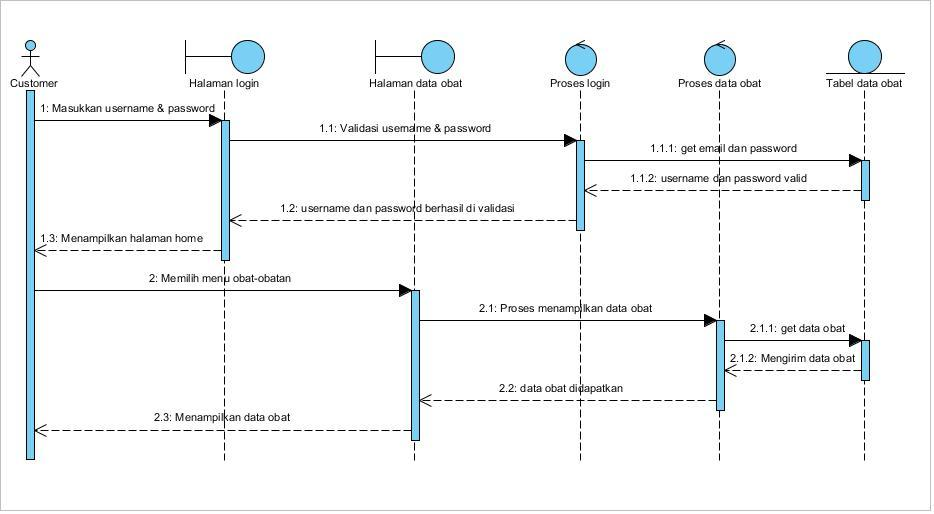 Customer
Halaman login
Halaman data obat
Proses login
Proses data obat
Tabel data obat
1: Masukkan username & password
1.1: Validasi username & password
1.1.1: get email dan password
1.1.2: username dan password valid
1.2: username dan password berhasil di validasi
1.3: Menampilkan halaman home
2: Memilih menu obat-obatan
2.1: Proses menampilkan data obat
2.1.1: get data obat
2.1.2: Mengirim data obat
2.2: data obat didapatkan
2.3: Menampilkan data obat